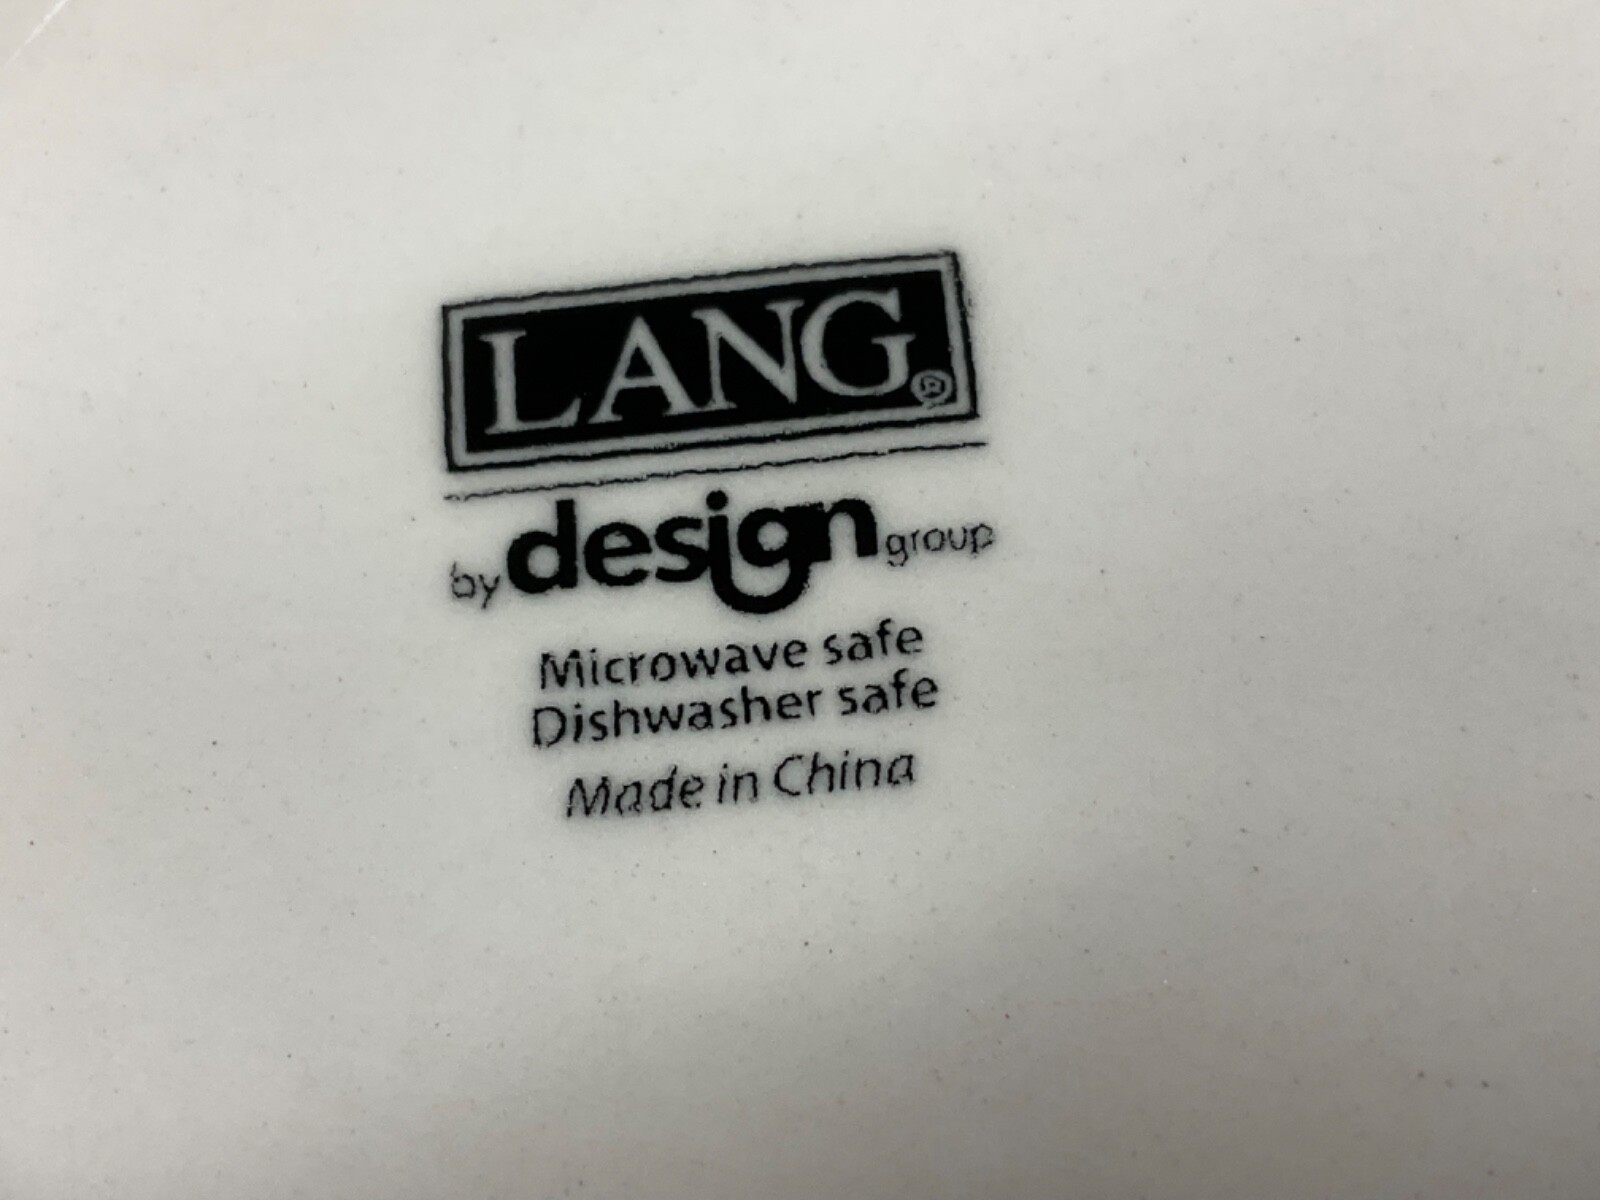 LANG®
by design group
Microwave safe
Dishwasher safe
Made in China